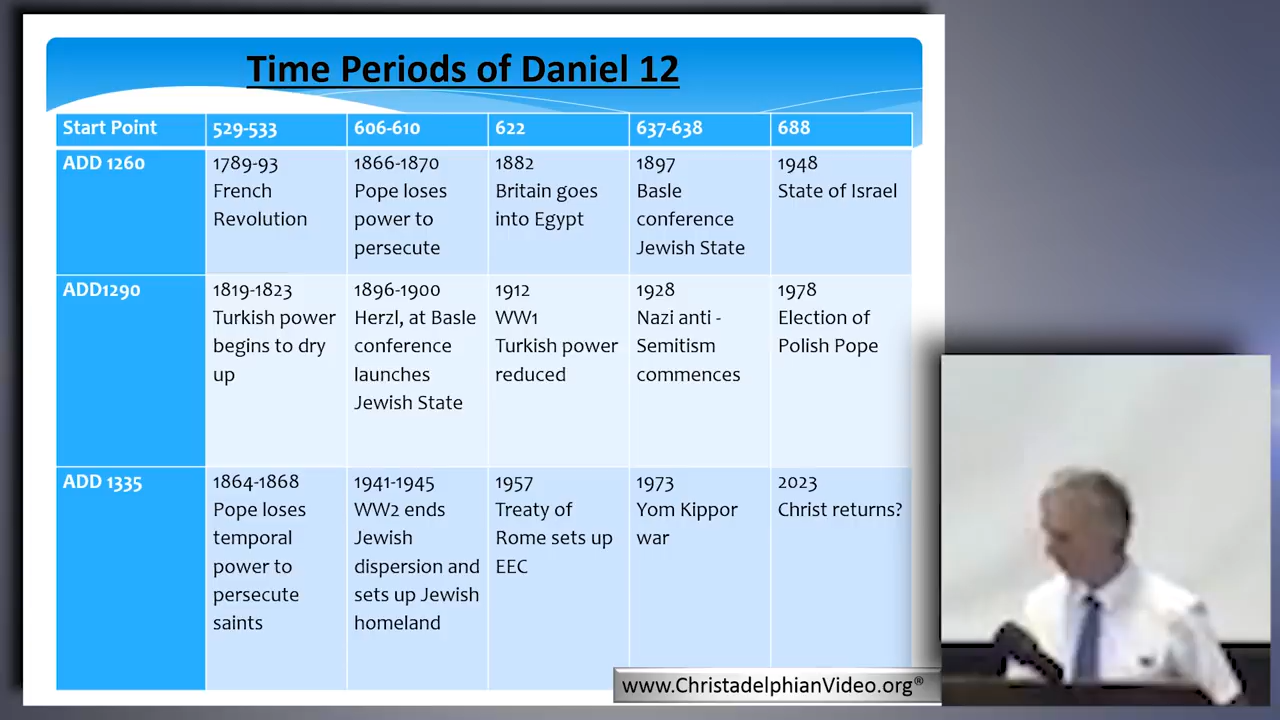 Time Periods of Daniel 12
Start Point
529-533
606-610
622
637-638
688
ADD 1260
1789-93
French
Revolution
1866-1870
Pope loses
power to
persecute
1882
Britain goes
into Egypt
1897
Basle
conference
Jewish State
1948
State of Israel
ADD1290
1819-1823
Turkish power
begins to dry
up
1896-1900
Herzl, at Basle
conference
launches
Jewish State
1912
WW1
Turkish power
reduced
1928
Nazi anti -
Semitism
commences
1978
Election of
Polish Pope
ADD 1335
1864-1868
Pope loses
temporal
power to
persecute
saints
1941-1945
WW2 ends
Jewish
dispersion and
sets up Jewish
homeland
1957
Treaty of
Rome sets up
EEC
1973
Yom Kippor
war
2023
Christ returns?
www.ChristadelphianVideo.org®